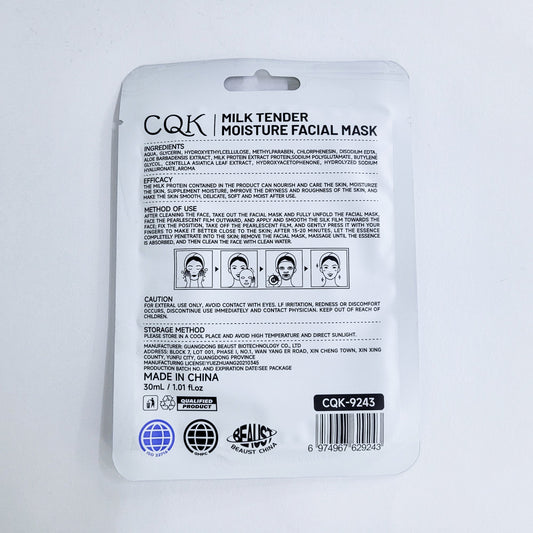 CQK
MILK TENDER
MOISTURE FACIAL MASK
INGREDIENTS
AQUA, GLYCERIN, HYDROXYETHYLCELLULOSE, METHYLPARABEN, CHLORPHENESIN, DISODIUM EDTA,
ALOE BARBADENSIS EXTRACT, MILK PROTEIN EXTRACT PROTEIN,SODIUM POLYGLUTAMATE, BUTYLENE
GLYCOL, CENTELLA ASIATICA LEAF EXTRACT, HYDROXYACETOPHENONE, HYDROLYZED SODIUM
HYALURONATE,AROMA
EFFICACY
THE MILK PROTEIN CONTAINED IN THE PRODUCT CAN NOURISH AND CARE THE SKIN, MOISTURIZE
THE SKIN, SUPPLEMENT MOISTURE, IMPROVE THE DRYNESS AND ROUGHNESS OF THE SKIN, AND
MAKE THE SKIN SMOOTH, DELICATE, SOFT AND MOIST AFTER USE.
METHOD OF USE
AFTER CLEANING THE FACE, TAKE OUT THE FACIAL MASK AND FULLY UNFOLD THE FACIAL MASK,
FACE THE PEARLESCENT FILM OUTWARD, AND APPLY AND SMOOTH THE SILK FILM TOWARDS THE
FACE; FIX THE POSITION, TAKE OFF THE PEARLESCENT FILM, AND GENTLY PRESS IT WITH YOUR
FINGERS TO MAKE IT BETTER CLOSE TO THE SKIN; AFTER 15-20 MINUTES, LET THE ESSENCE
COMPLETELY PENETRATE INTO THE SKIN; REMOVE THE FACIAL MASK, MASSAGE UNTIL THE ESSENCE
IS ABSORBED, AND THEN CLEAN THE FACE WITH CLEAN WATER.
CAUTION
FOR EXTERAL USE ONLY, AVOID CONTACT WITH EYES. LF IRRITATION, REDNESS OR DISCOMFORT
OCCURS, DISCONTINUE USE IMMEDIATELY AND CONTACT PHYSICIAN. KEEP OUT OF REACH OF
CHILDREN.
STORAGE METHOD
PLEASE STORE IN A COOL PLACE AND AVOID HIGH TEMPERATURE AND DIRECT SUNLIGHT.
MANUFACTURER: GUANGDONG BEAUST BIOTECHNOLOGY CO., LTD
ADDRESS: BLOCK 7, LOT 001, PHASE I, NO.1, WAN YANG ER ROAD, XIN CHENG TOWN, XIN XING
COUNTY, YUNFU CITY, GUANGDONG PROVINCE
MANUFACTURING LICENSE:YUEZHUANG20210345
PRODUCTION BATCH NO. AND EXPIRATION DATE:SEE PACKAGE
MADE IN CHINA
30mL / 1.01 fl.oz
QUALIFIED
PRODUCT
CQK-9243
ISO 22716
GMPC
BEAUST
BEAUST CHINA
6 974967 629243